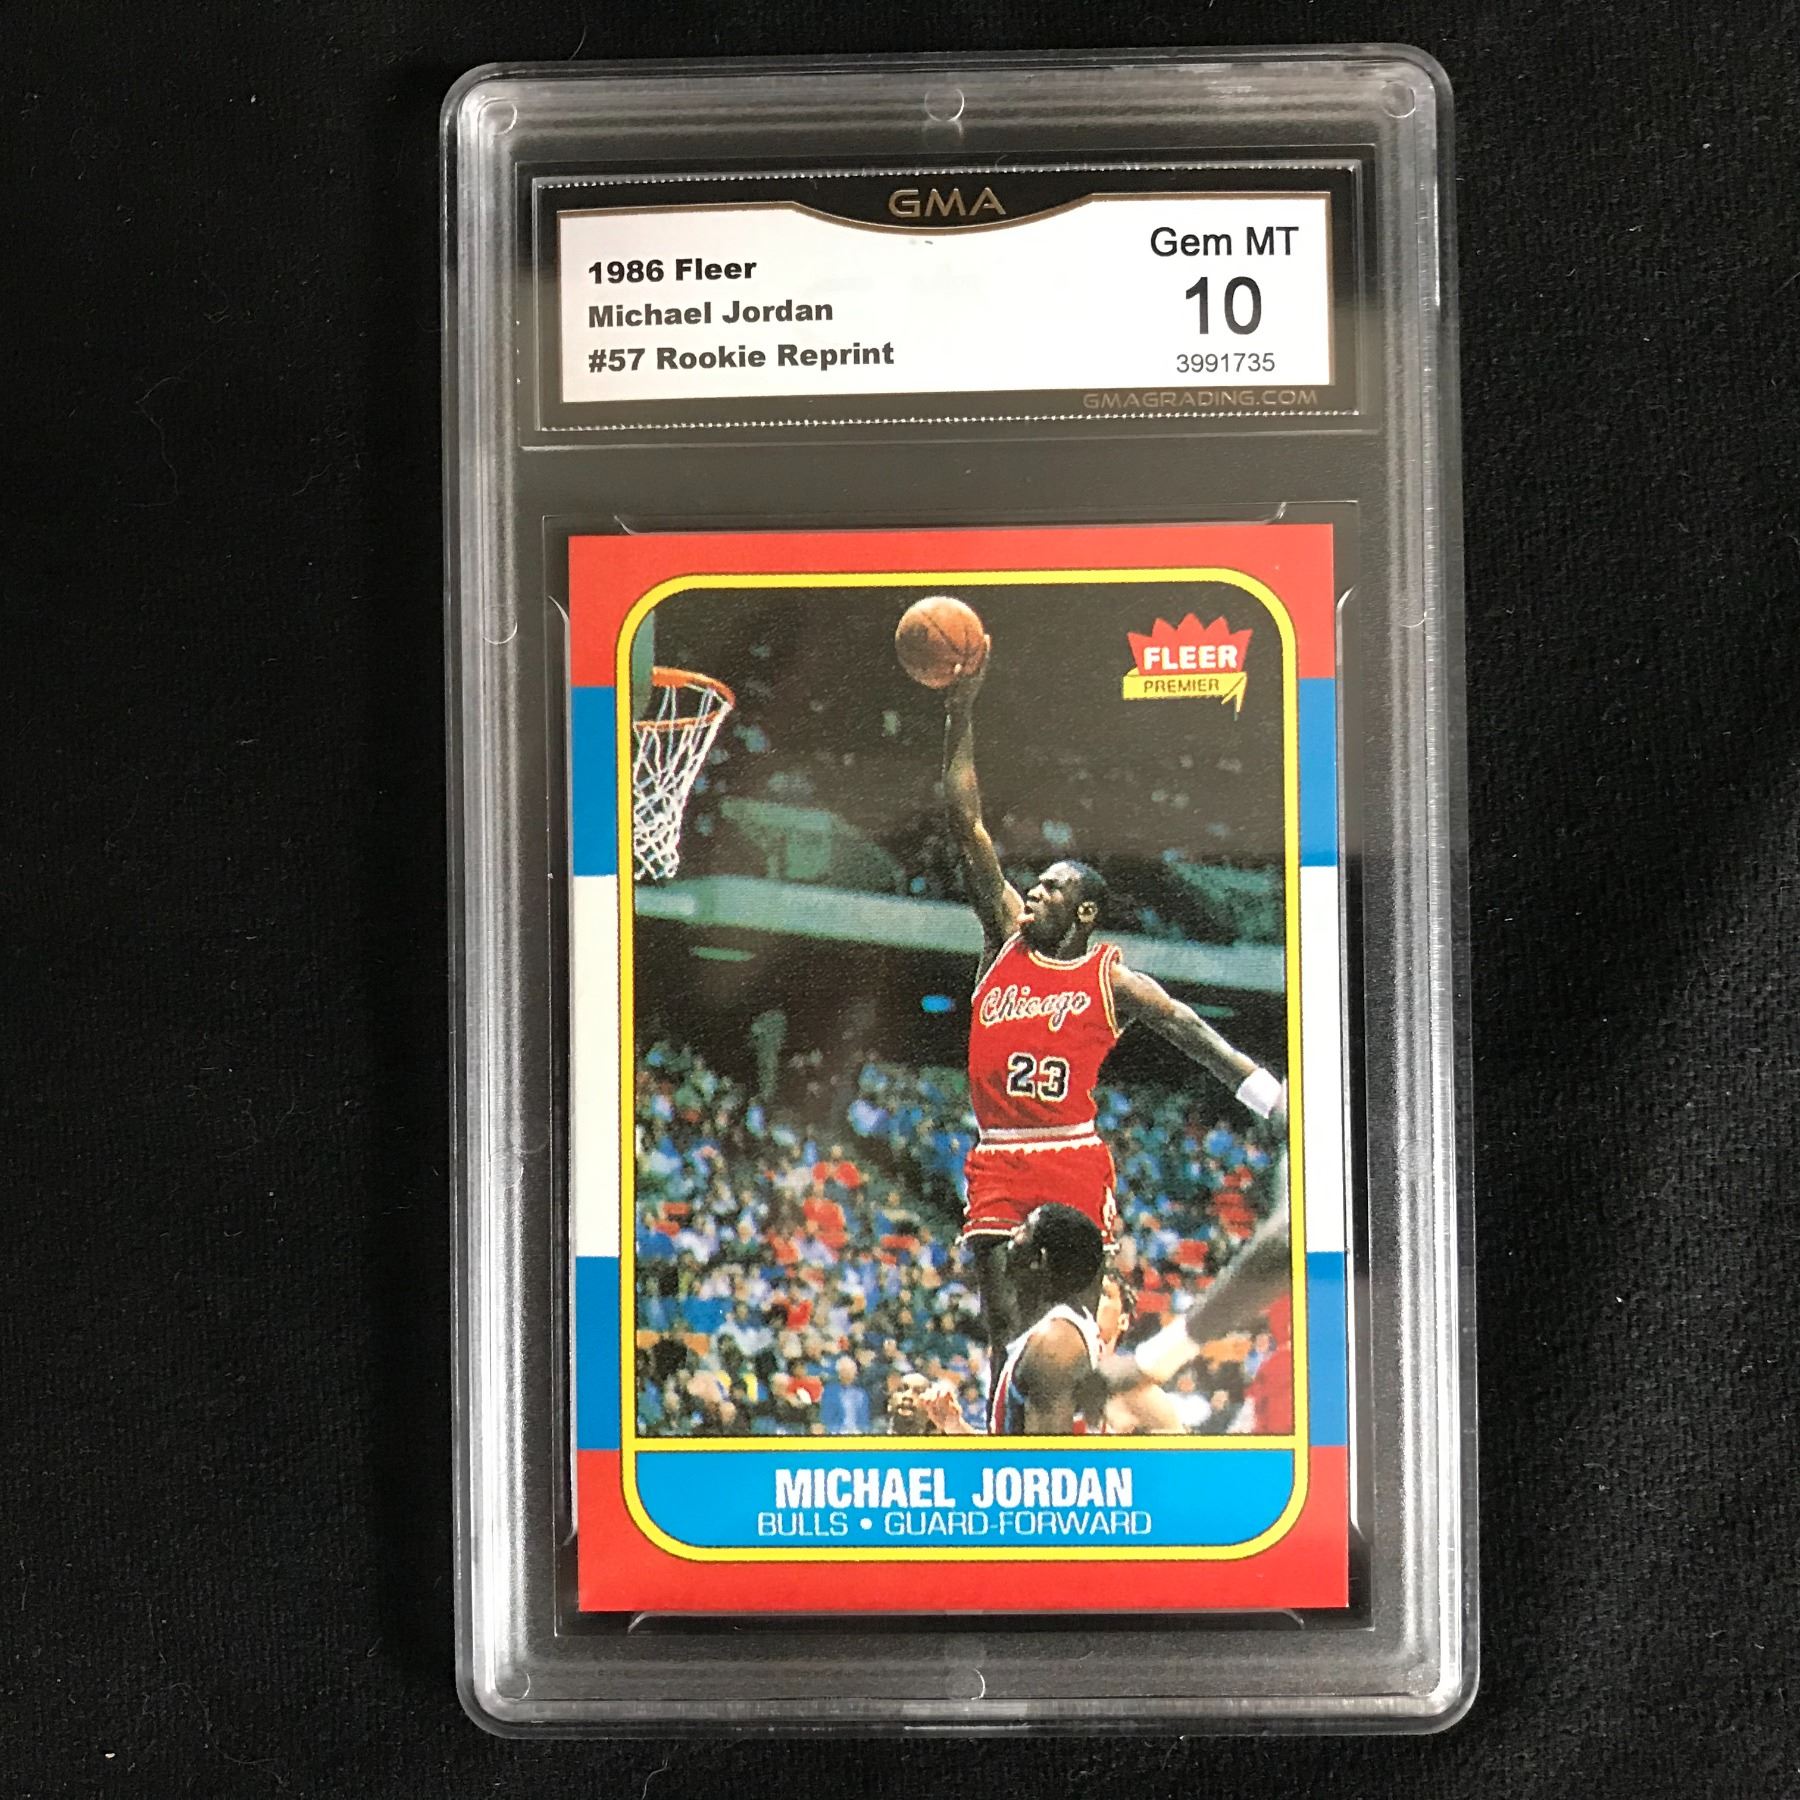 GMA
1986 Fleer
Michael Jordan
#57 Rookie Reprint
Gem MT
10
3991735
GMAGRADING.COM
FLEER
PREMIER
Chicago
23
MICHAEL JORDAN
BULLS • GUARD-FORWARD